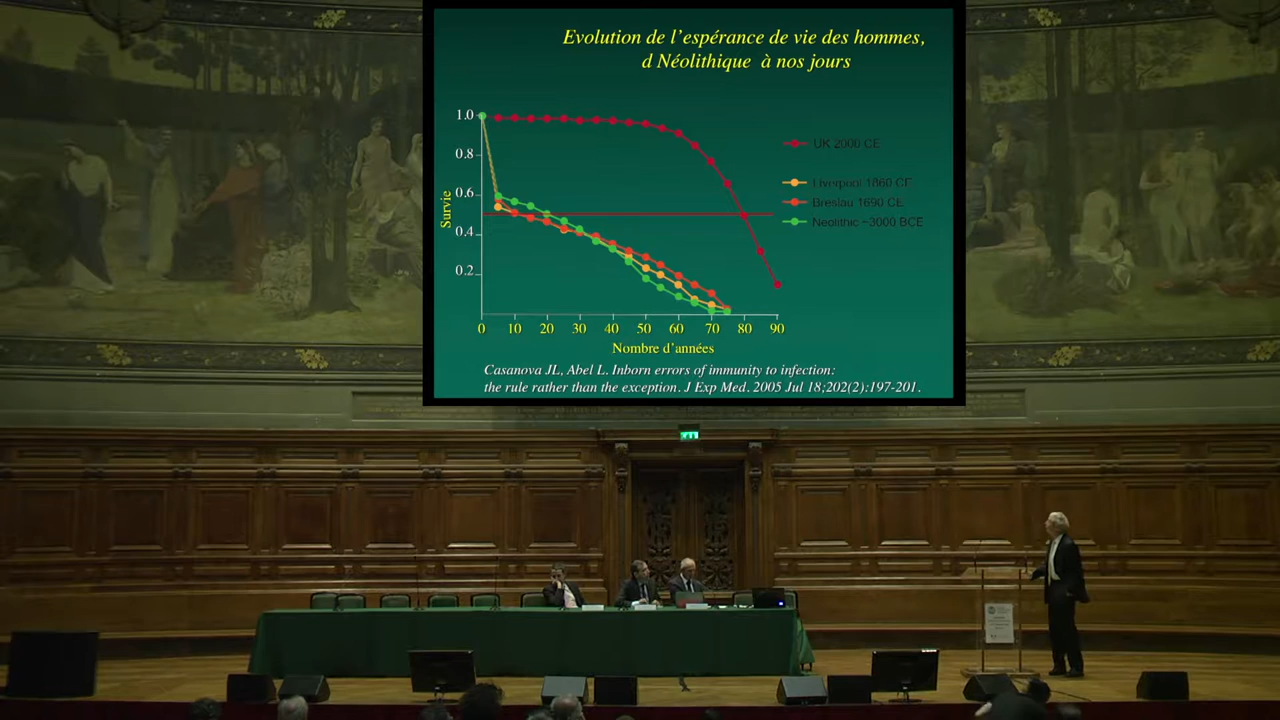 Evolution de l'espérance de vie des hommes,
d Néolithique à nos jours
1.0
0.8
0.6
0.4
0.2
Survie
UK 2000 CE
Liverpool 1860 CE
Breslau 1690 CE
Neolithic ~3000 BCE
0 10 20 30 40 50 60 70 80 90
Nombre d'années
Casanova JL, Abel L. Inborn errors of immunity to infection:
the rule rather than the exception. J Exp Med. 2005 Jul 18;202(2):197-201.